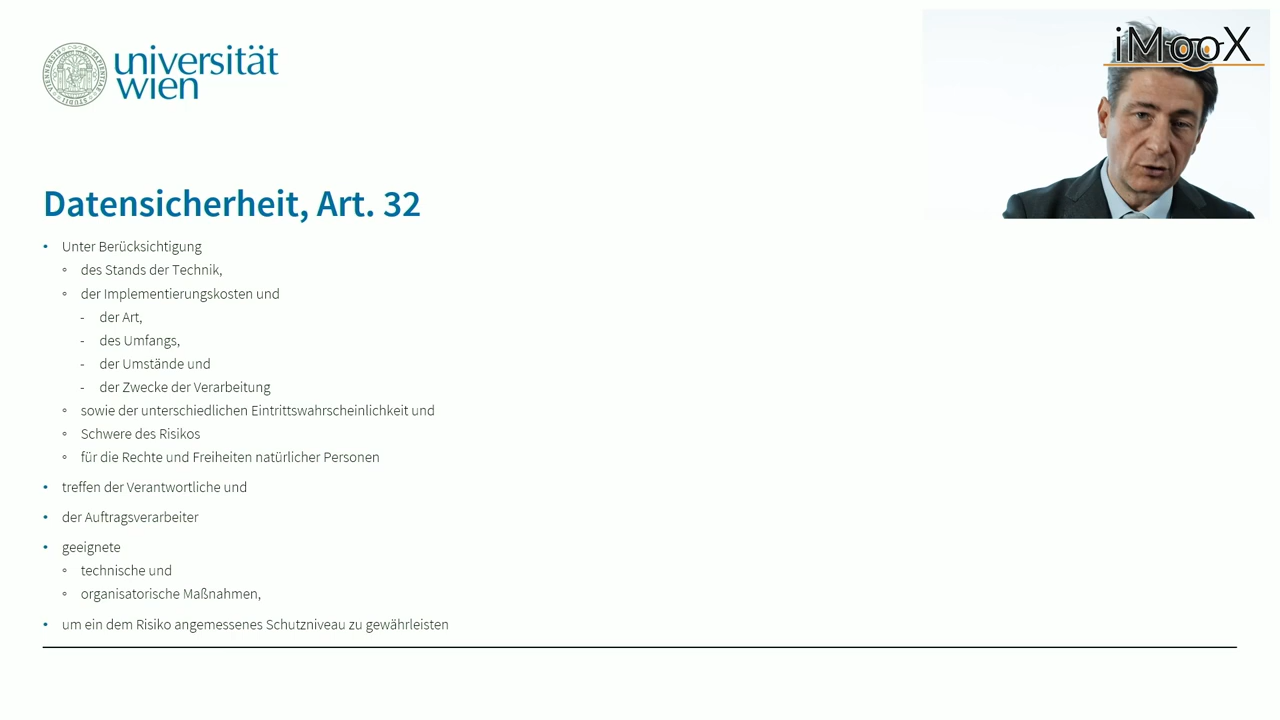 universität
wien
iMooX
Datensicherheit, Art. 32
• Unter Berücksichtigung
◦ des Stands der Technik,
◦ der Implementierungskosten und
- der Art,
- des Umfangs,
- der Umstände und
- der Zwecke der Verarbeitung
◦ sowie der unterschiedlichen Eintrittswahrscheinlichkeit und
◦ Schwere des Risikos
◦ für die Rechte und Freiheiten natürlicher Personen
• treffen der Verantwortliche und
• der Auftragsverarbeiter
• geeignete
◦ technische und
◦ organisatorische Maßnahmen,
• um ein dem Risiko angemessenes Schutzniveau zu gewährleisten